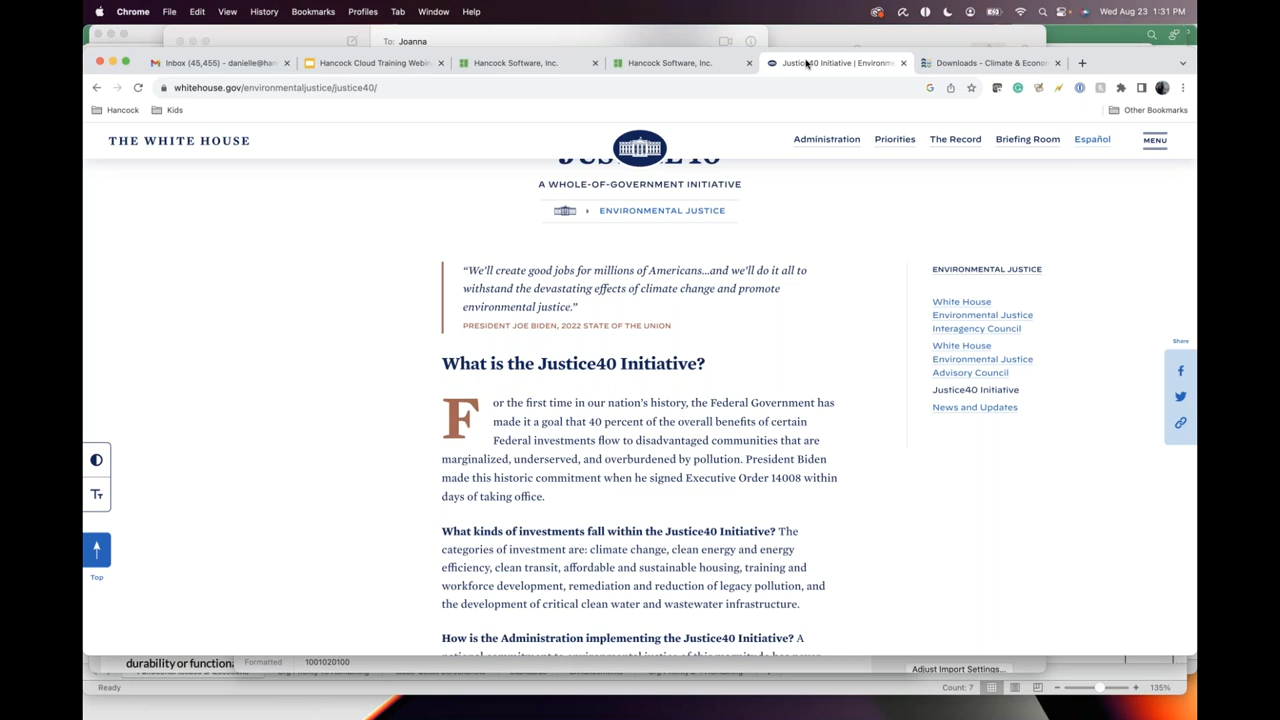 Chrome File Edit View History Bookmarks Profiles Tab Window Help Wed Aud 23 1:31 PM
To: Joanna
Inbox (45,455) - danielle@han Hancock Cloud Training Webin Hancock Software, Inc. Hancock Software, Inc. Justice40 Initiative | Environme Downloads - Climate & Econo
whitehouse.gov/environmentaljustice/justice40/
Hancock Kids Other Bookmarks
THE WHITE HOUSE
Administration Priorities The Record Briefing Room Español MENU
A WHOLE-OF-GOVERNMENT INITIATIVE
ENVIRONMENTAL JUSTICE
“We’ll create good jobs for millions of Americans…and we’ll do it all to
withstand the devastating effects of climate change and promote
environmental justice.”
PRESIDENT JOE BIDEN, 2022 STATE OF THE UNION
What is the Justice40 Initiative?
For the first time in our nation’s history, the Federal Government has
made it a goal that 40 percent of the overall benefits of certain
Federal investments flow to disadvantaged communities that are
marginalized, underserved, and overburdened by pollution. President Biden
made this historic commitment when he signed Executive Order 14008 within
days of taking office.
What kinds of investments fall within the Justice40 Initiative? The
categories of investment are: climate change, clean energy and energy
efficiency, clean transit, affordable and sustainable housing, training and
workforce development, remediation and reduction of legacy pollution, and
the development of critical clean water and wastewater infrastructure.
How is the Administration implementing the Justice40 Initiative? A
ENVIRONMENTAL JUSTICE
White House
Environmental Justice
Interagency Council
White House
Environmental Justice
Advisory Council
Justice40 Initiative
News and Updates
Share
Tт
Top
durability or functiona Formatted 1001020100
Adjust Import Settings...
Ready Count: 7 135%